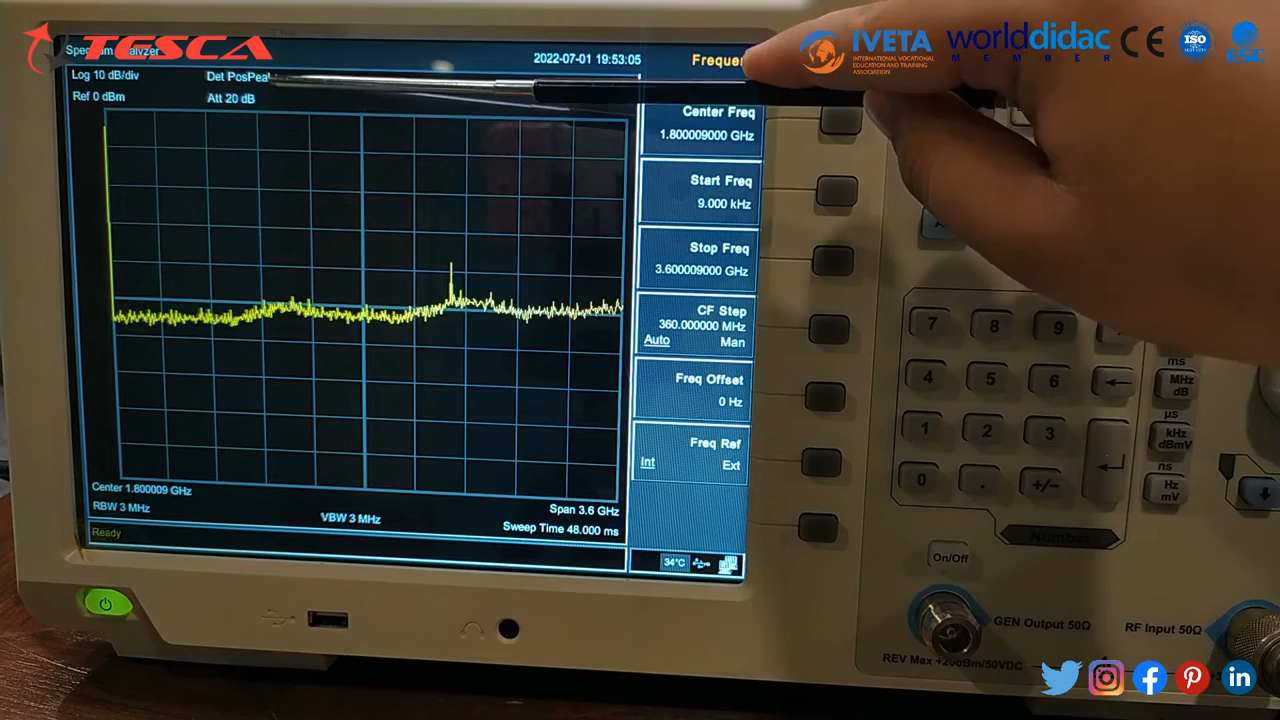 TESCA
IVETA
INTERNATIONAL VOCATIONAL
EDUCATION AND TRAINING
ASSOCIATION
worlddidac
MEMBER
CE
ISO
ESC
2022-07-01 19:53:05
Log 10 dB/div
Det PosPea
Ref 0 dBm
Att 20 dB
Center Freq
1.800009000 GHz
Start Freq
9.000 kHz
Stop Freq
3.600009000 GHz
CF Step
360.000000 MHz
Auto Man
Freq Offset
0 Hz
Freq Ref
Int Ext
Center 1.800009 GHz
Span 3.6 GHz
RBW 3 MHz
VBW 3 MHz
Sweep Time 48.000 ms
Ready
34°C
7 8 9
4 5 6
1 2 3
0 . +/-
ms
MHz
dB
µs
kHz
dBmV
ns
Hz
mV
Number
On/Off
GEN Output 50Ω
RF Input 50Ω
REV Max +20dBm/50VDC
in